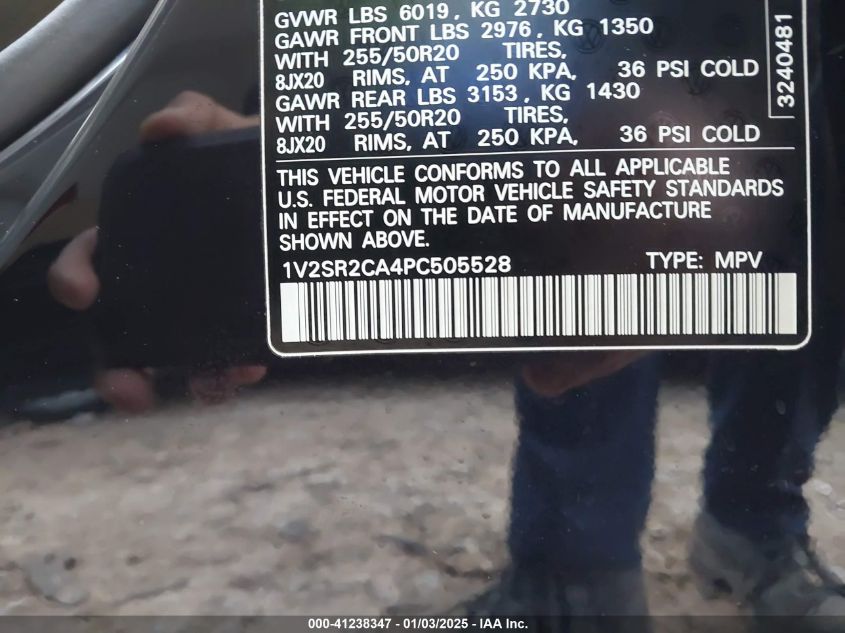 GVWR LBS 6019, KG 2730
GAWR FRONT LBS 2976, KG 1350
WITH 255/50R20 TIRES,
8JX20 RIMS, AT 250 KPA, 36 PSI COLD
GAWR REAR LBS 3153, KG 1430
WITH 255/50R20 TIRES,
8JX20 RIMS, AT 250 KPA, 36 PSI COLD
3240481
THIS VEHICLE CONFORMS TO ALL APPLICABLE
U.S. FEDERAL MOTOR VEHICLE SAFETY STANDARDS
IN EFFECT ON THE DATE OF MANUFACTURE
SHOWN ABOVE.
1V2SR2CA4PC505528 TYPE: MPV
000-41238347 - 01/03/2025 - IAA Inc.